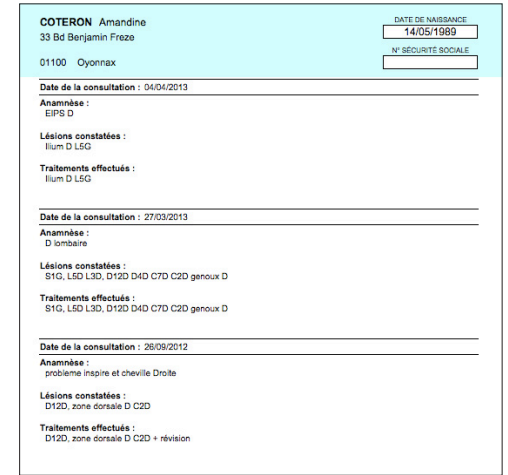 COTERON Amandine
DATE DE NAISSANCE
33 Bd Benjamin Freze
14/05/1989
N° SÉCURITÉ SOCIALE
01100 Oyonnax
Date de la consultation : 04/04/2013
Anamnèse :
EIPS D
Lésions constatées :
Ilium D L5G
Traitements effectués :
Ilium D L5G
Date de la consultation : 27/03/2013
Anamnèse :
D lombaire
Lésions constatées :
S1G, L5D L3D, D12D D4D C7D C2D genoux D
Traitements effectués :
S1G, L5D L3D, D12D D4D C7D C2D genoux D
Date de la consultation : 26/09/2012
Anamnèse :
probleme inspire et cheville Droite
Lésions constatées :
D12D, zone dorsale D C2D
Traitements effectués :
D12D, zone dorsale D C2D + révision